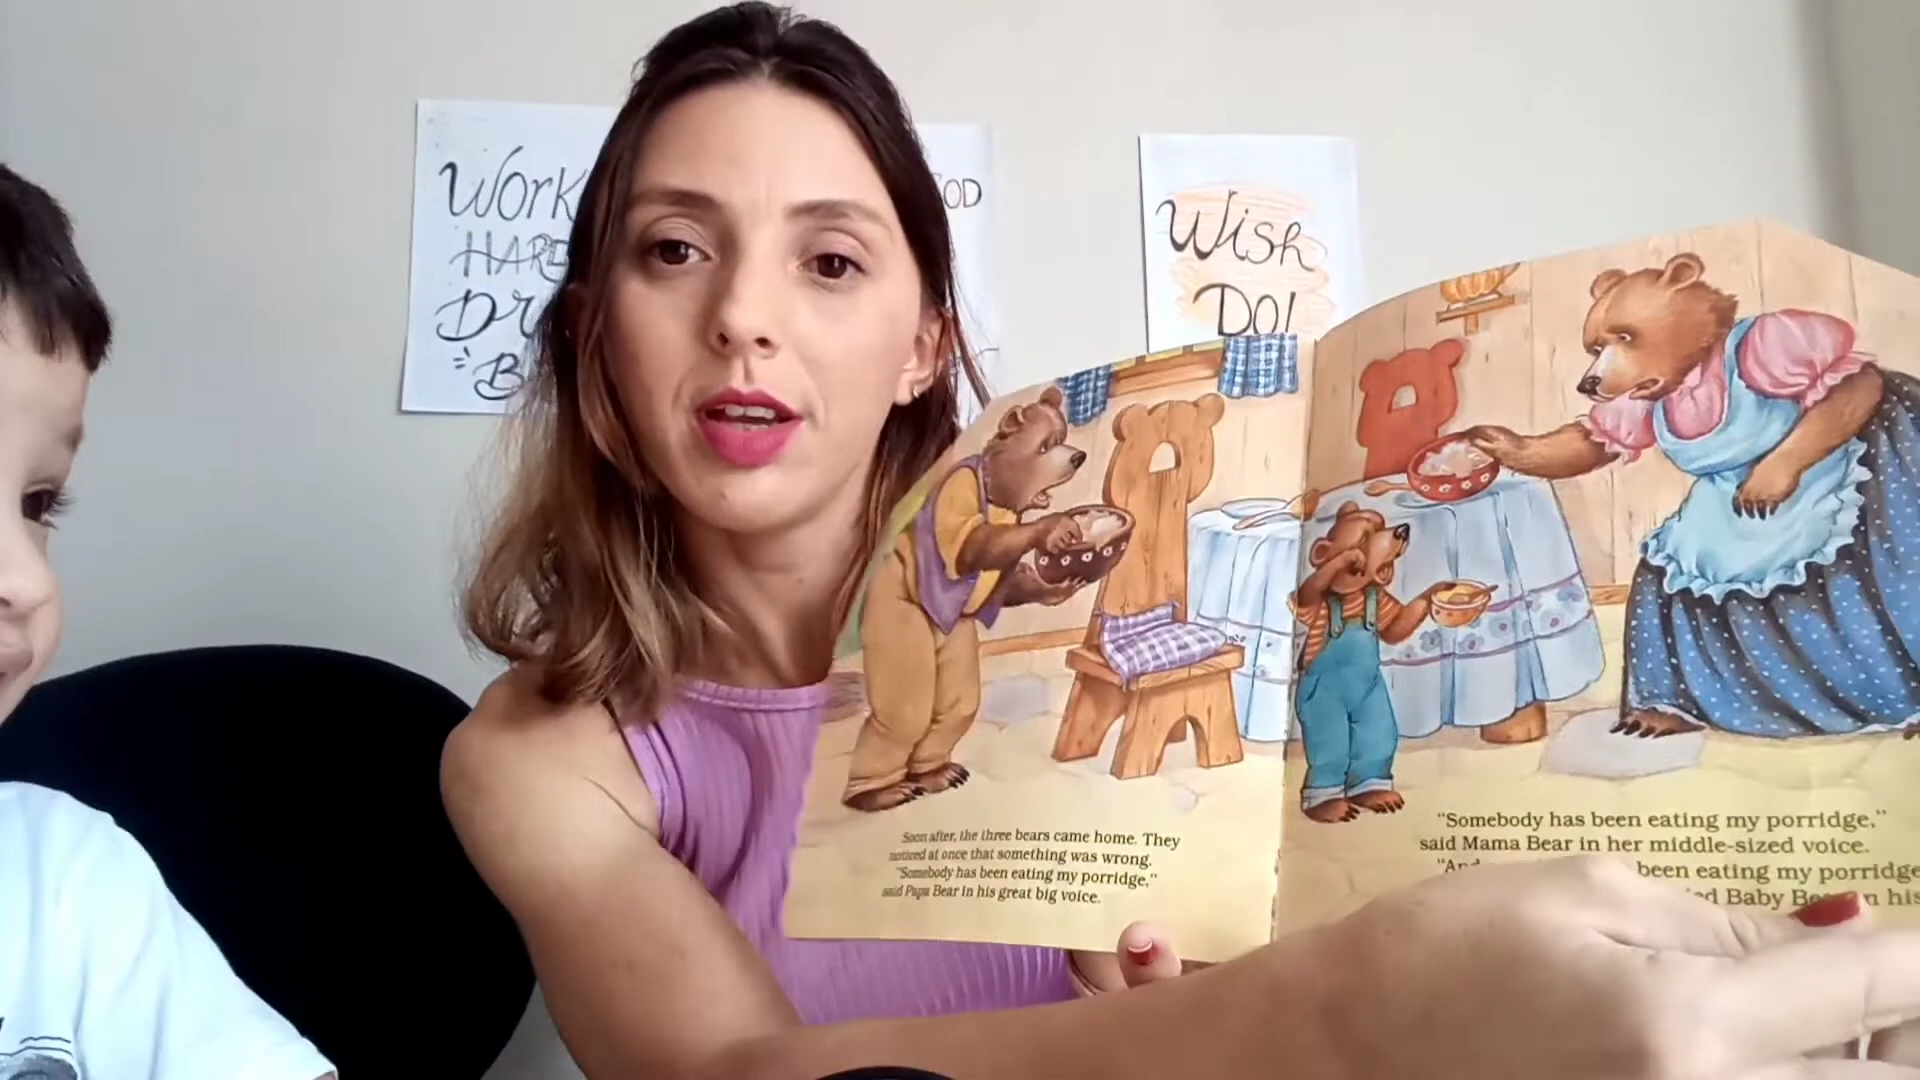 Work
HARD
Wish
DO!
Soon after, the three bears came home. They
noticed at once that something was wrong.
"Somebody has been eating my porridge,"
said Papa Bear in his great big voice.
"Somebody has been eating my porridge,"
said Mama Bear in her middle-sized voice.
been eating my porridge
Baby his